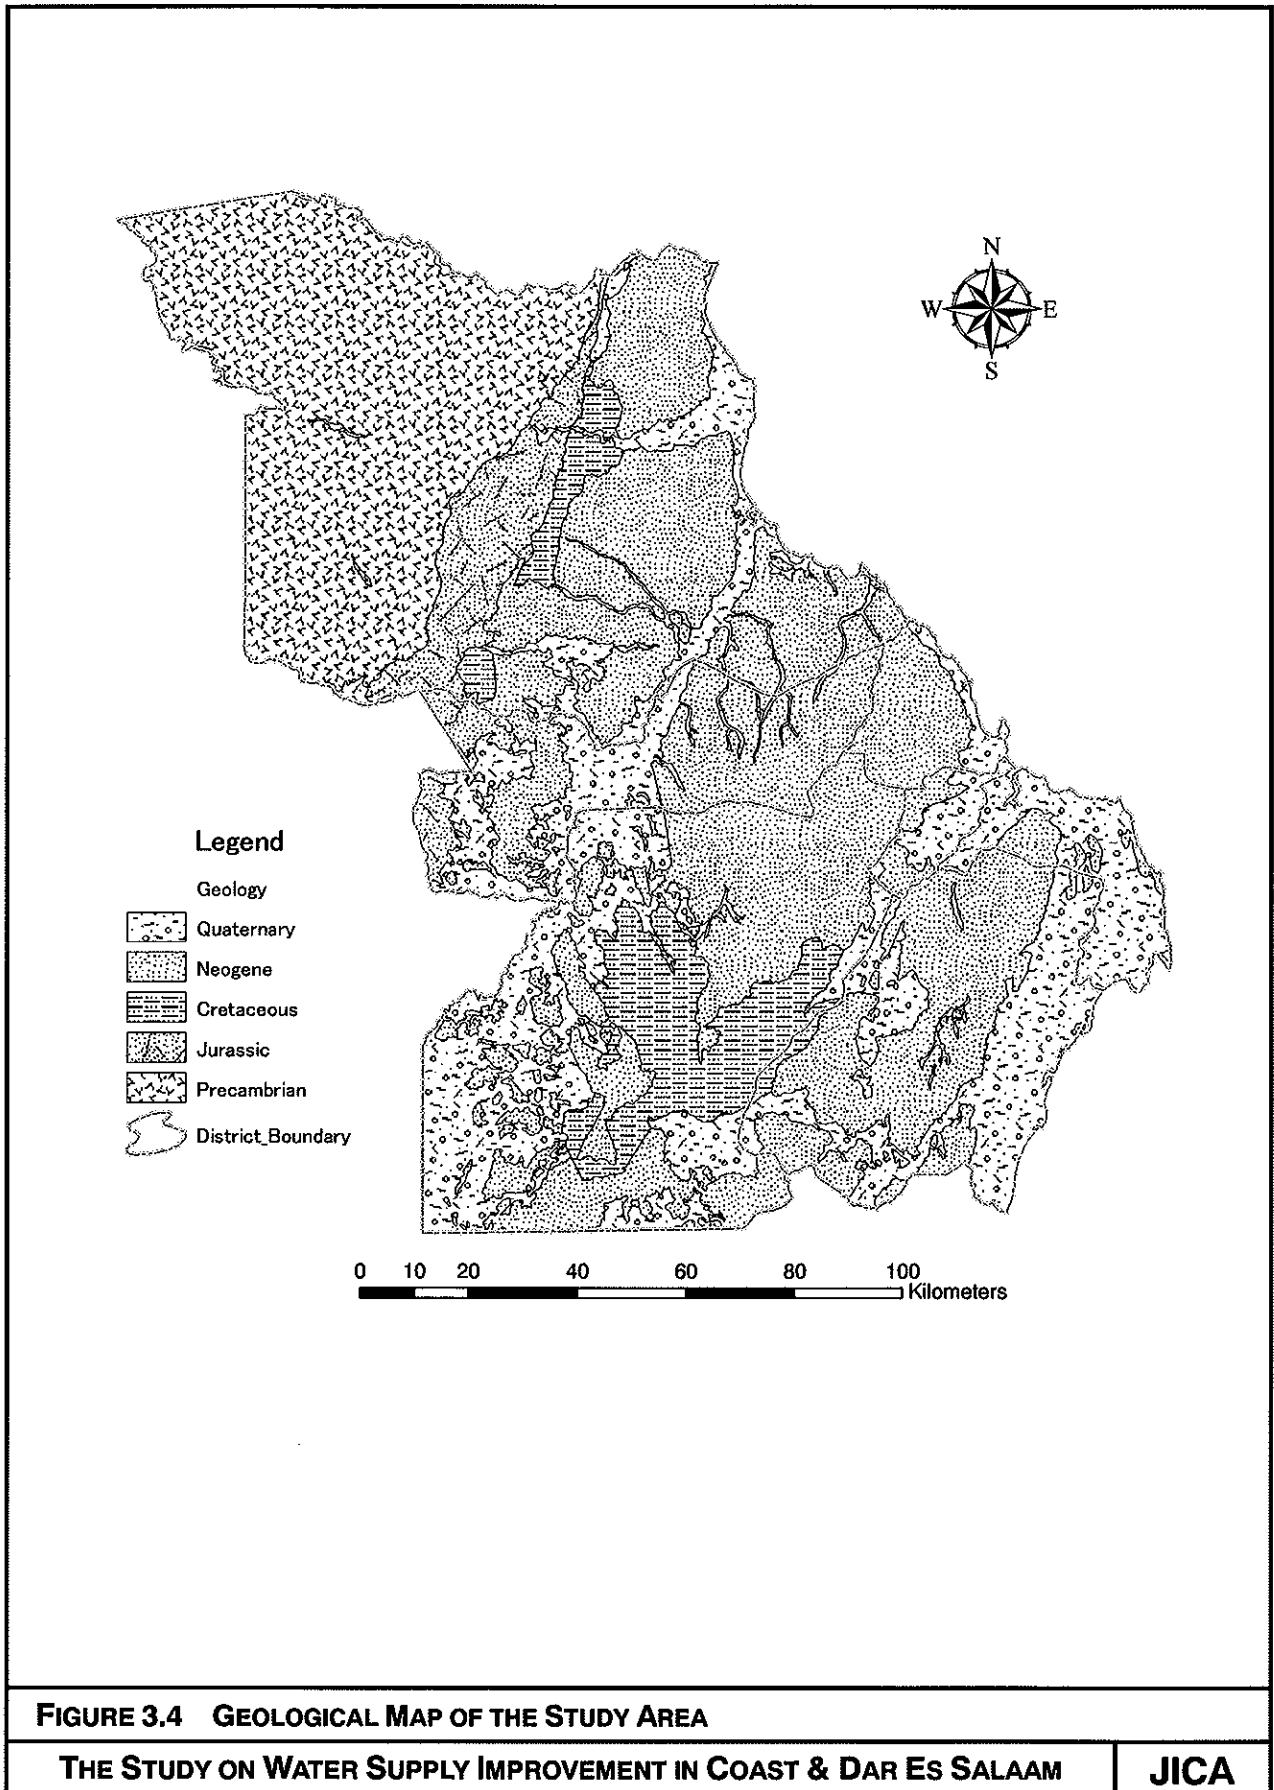 N
W E
S
Legend
Geology
Quaternary
Neogene
Cretaceous
Jurassic
Precambrian
District_Boundary
0 10 20 40 60 80 100
Kilometers
FIGURE 3.4 GEOLOGICAL MAP OF THE STUDY AREA
THE STUDY ON WATER SUPPLY IMPROVEMENT IN COAST & DAR ES SALAAM JICA